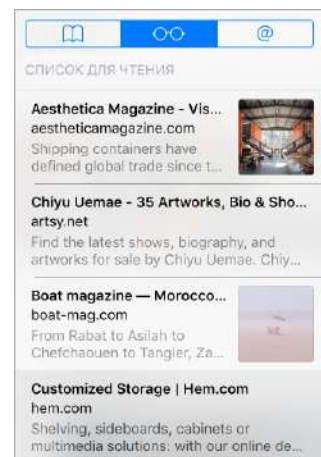 @
СПИСОК ДЛЯ ЧТЕНИЯ
Aesthetica Magazine - Vis...
aestheticamagazine.com
Shipping containers have
defined global trade since t...
Chiyu Uemae - 35 Artworks, Bio & Sho...
artsy.net
Find the latest shows, biography, and
artworks for sale by Chiyu Uemae. Chiy...
Boat magazine — Morocco...
boat-mag.com
From Rabat to Asilah to
Chefchaouen to Tangier, Za...
Customized Storage | Hem.com
hem.com
Shelving, sideboards, cabinets or
multimedia solutions: with our online de...